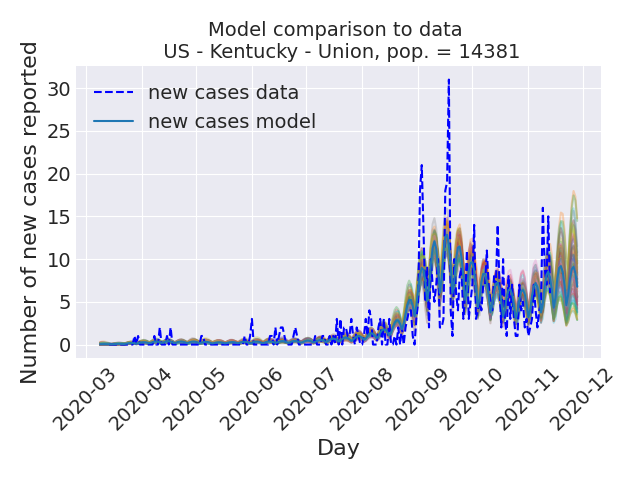 Model comparison to data
US - Kentucky - Union, pop. = 14381
Number of new cases reported
30
25
20
15
10
5
0
new cases data
new cases model
2020-03
2020-04
2020-05
2020-06
2020-07
2020-08
2020-09
2020-10
2020-11
2020-12
Day